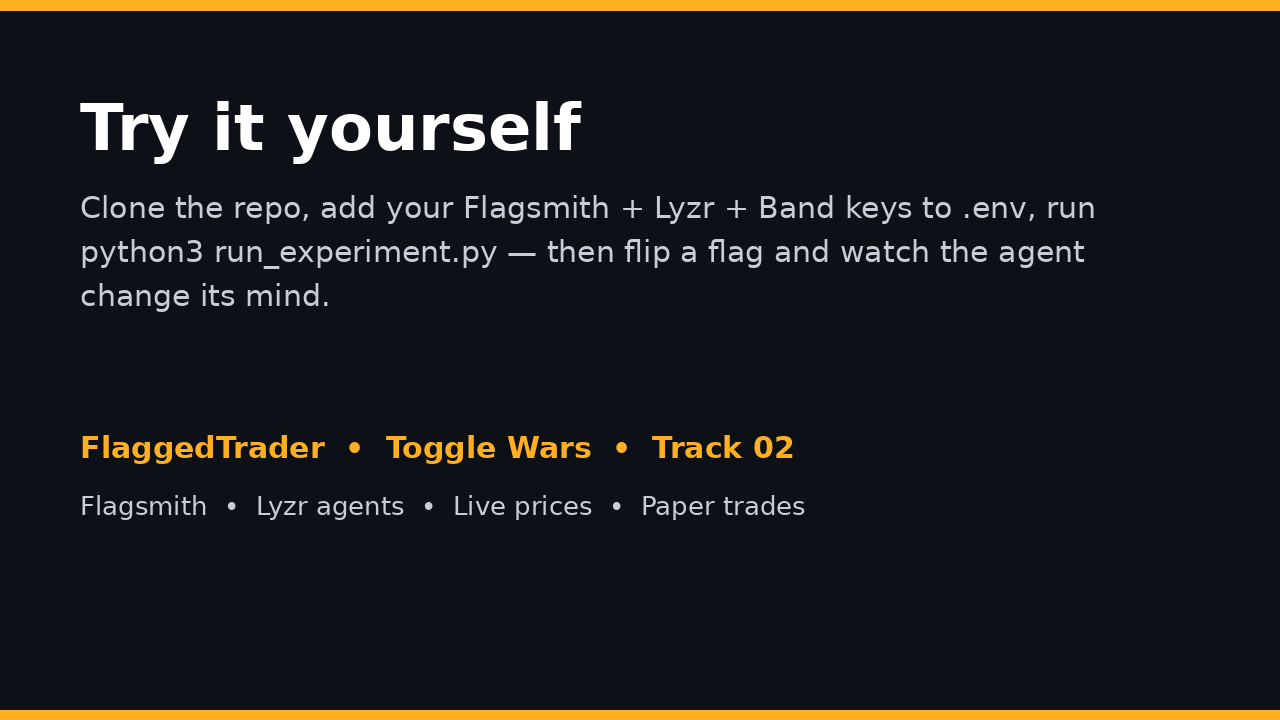 Try it yourself
Clone the repo, add your Flagsmith + Lyzr + Band keys to .env, run
python3 run_experiment.py — then flip a flag and watch the agent
change its mind.
FlaggedTrader • Toggle Wars • Track 02
Flagsmith • Lyzr agents • Live prices • Paper trades